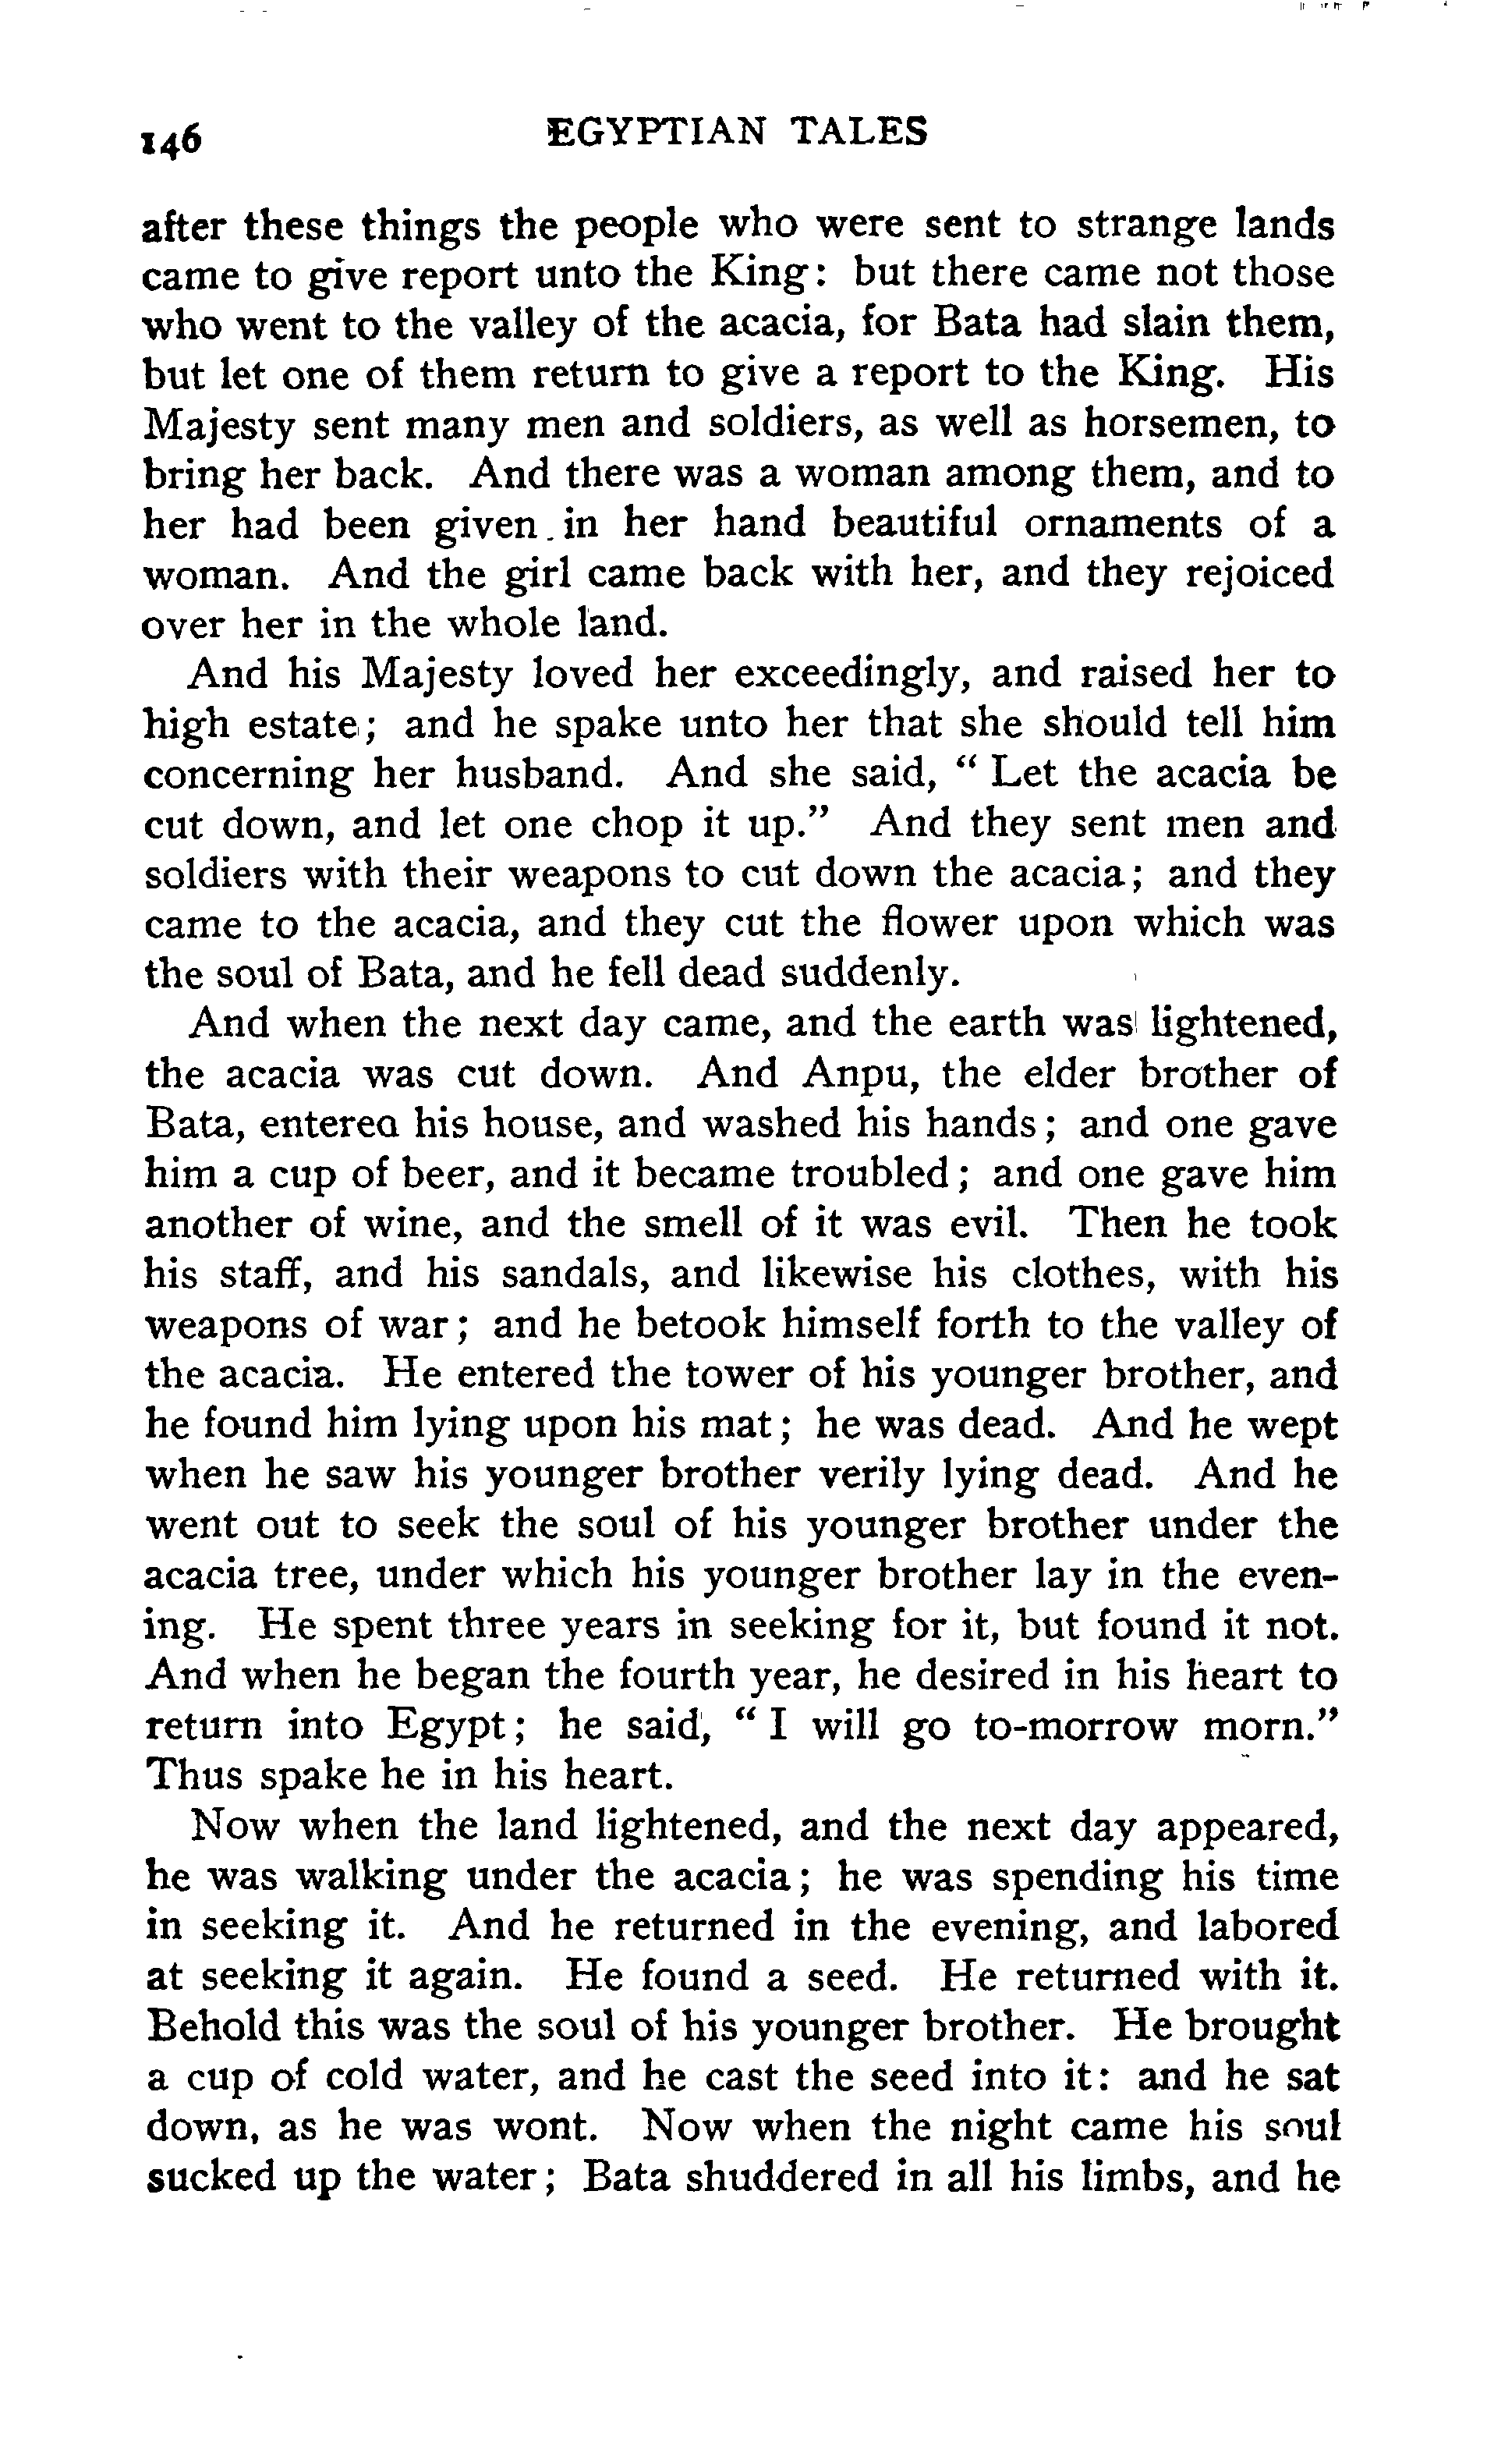 146 EGYPTIAN TALES
after these things the people who were sent to strange lands
came to give report unto the King: but there came not those
who went to the valley of the acacia, for Bata had slain them,
but let one of them return to give a report to the King. His
Majesty sent many men and soldiers, as well as horsemen, to
bring her back. And there was a woman among them, and to
her had been given in her hand beautiful ornaments of a
woman. And the girl came back with her, and they rejoiced
over her in the whole land.
And his Majesty loved her exceedingly, and raised her to
high estate; and he spake unto her that she should tell him
concerning her husband. And she said, “Let the acacia be
cut down, and let one chop it up.” And they sent men and
soldiers with their weapons to cut down the acacia; and they
came to the acacia, and they cut the flower upon which was
the soul of Bata, and he fell dead suddenly.
And when the next day came, and the earth was lightened,
the acacia was cut down. And Anpu, the elder brother of
Bata, entered his house, and washed his hands; and one gave
him a cup of beer, and it became troubled; and one gave him
another of wine, and the smell of it was evil. Then he took
his staff, and his sandals, and likewise his clothes, with his
weapons of war; and he betook himself forth to the valley of
the acacia. He entered the tower of his younger brother, and
he found him lying upon his mat; he was dead. And he wept
when he saw his younger brother verily lying dead. And he
went out to seek the soul of his younger brother under the
acacia tree, under which his younger brother lay in the even-
ing. He spent three years in seeking for it, but found it not.
And when he began the fourth year, he desired in his heart to
return into Egypt; he said, “I will go to-morrow morn.”
Thus spake he in his heart.
Now when the land lightened, and the next day appeared,
he was walking under the acacia; he was spending his time
in seeking it. And he returned in the evening, and labored
at seeking it again. He found a seed. He returned with it.
Behold this was the soul of his younger brother. He brought
a cup of cold water, and he cast the seed into it: and he sat
down, as he was wont. Now when the night came his soul
sucked up the water; Bata shuddered in all his limbs, and he